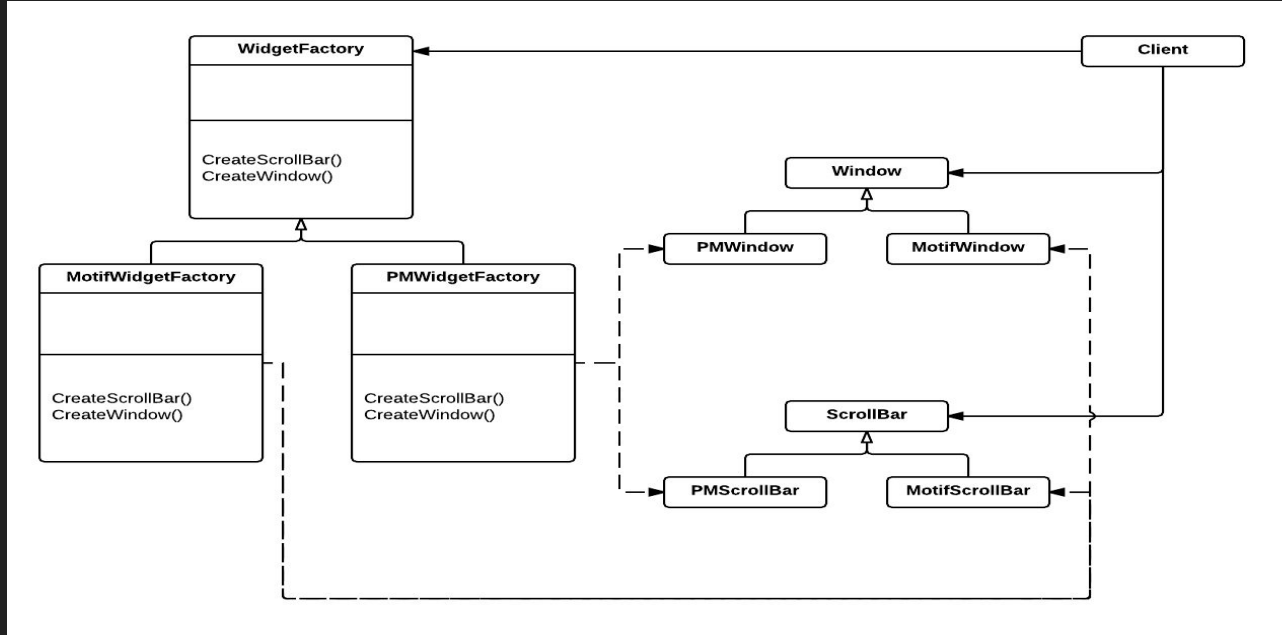 WidgetFactory
Client
CreateScrollBar()
CreateWindow()
Window
PMWindow
MotifWindow
MotifWidgetFactory
PMWidgetFactory
CreateScrollBar()
CreateWindow()
CreateScrollBar()
CreateWindow()
ScrollBar
PMScrollBar
MotifScrollBar